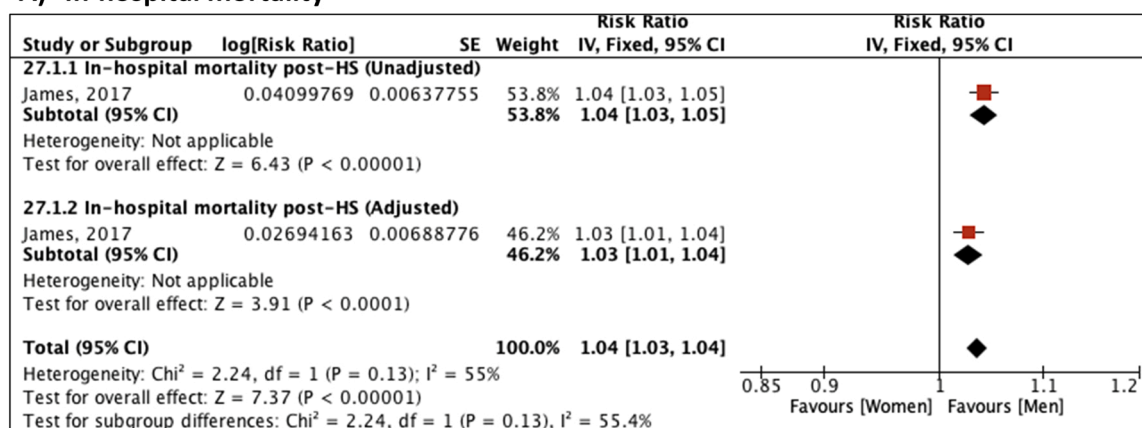 A) In-hospital mortality
Risk Ratio Risk Ratio
Study or Subgroup log[Risk Ratio] SE Weight IV, Fixed, 95% CI IV, Fixed, 95% CI
27.1.1 In-hospital mortality post-HS (Unadjusted)
James, 2017 0.04099769 0.00637755 53.8% 1.04 [1.03, 1.05]
Subtotal (95% CI) 53.8% 1.04 [1.03, 1.05]
Heterogeneity: Not applicable
Test for overall effect: Z = 6.43 (P < 0.00001)
27.1.2 In-hospital mortality post-HS (Adjusted)
James, 2017 0.02694163 0.00688776 46.2% 1.03 [1.01, 1.04]
Subtotal (95% CI) 46.2% 1.03 [1.01, 1.04]
Heterogeneity: Not applicable
Test for overall effect: Z = 3.91 (P < 0.0001)
Total (95% CI) 100.0% 1.04 [1.03, 1.04]
Heterogeneity: Chi² = 2.24, df = 1 (P = 0.13); I² = 55%
Test for overall effect: Z = 7.37 (P < 0.00001)
Test for subgroup differences: Chi² = 2.24, df = 1 (P = 0.13), I² = 55.4%
0.85 0.9 1 1.1 1.2
Favours [Women] Favours [Men]